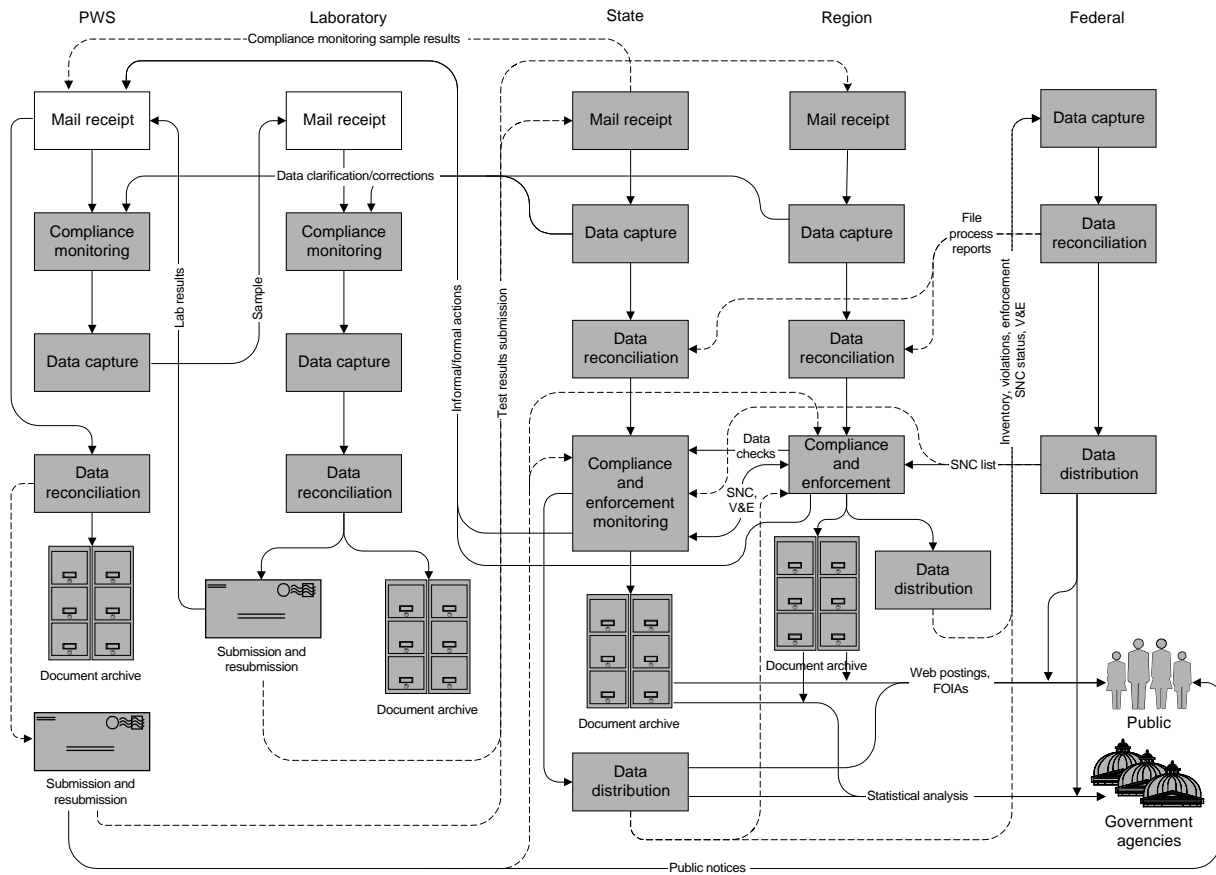 PWS
Laboratory
State
Region
Federal
Compliance monitoring sample results
Mail receipt
Mail receipt
Mail receipt
Mail receipt
Data capture
Data clarification/corrections
Compliance
monitoring
Compliance
monitoring
Data capture
Data capture
File
process
reports
Data
reconciliation
Lab results
Sample
Informal/formal actions
Test results submission
Inventory, violations, enforcement
SNC status, V&E
Data capture
Data capture
Data
reconciliation
Data
reconciliation
Data
reconciliation
Data
reconciliation
Compliance
and
enforcement
monitoring
Data
checks
SNC,
V&E
Compliance
and
enforcement
SNC list
Data
distribution
Data
distribution
Document archive
Submission and
resubmission
Document archive
Document archive
Document archive
Web postings,
FOIAs
Public
Submission and
resubmission
Data
distribution
Statistical analysis
Government
agencies
Public notices